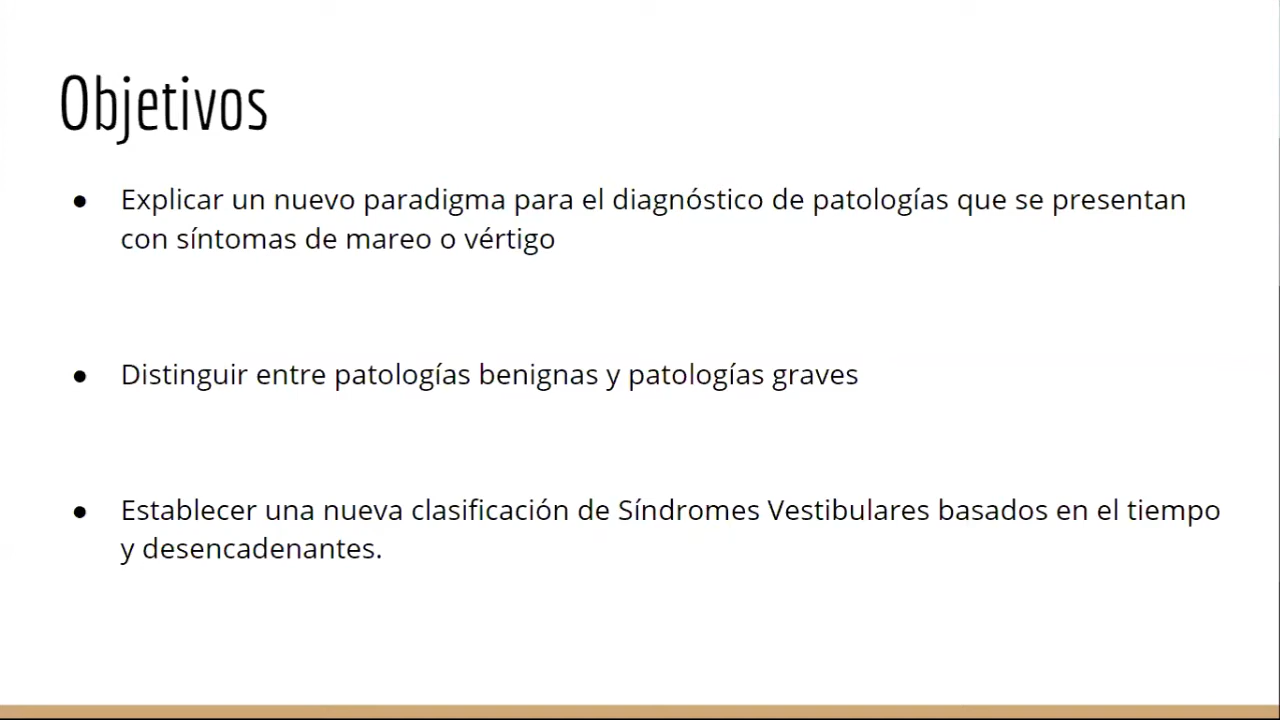 Objetivos
● Explicar un nuevo paradigma para el diagnóstico de patologías que se presentan
con síntomas de mareo o vértigo
● Distinguir entre patologías benignas y patologías graves
● Establecer una nueva clasificación de Síndromes Vestibulares basados en el tiempo
y desencadenantes.